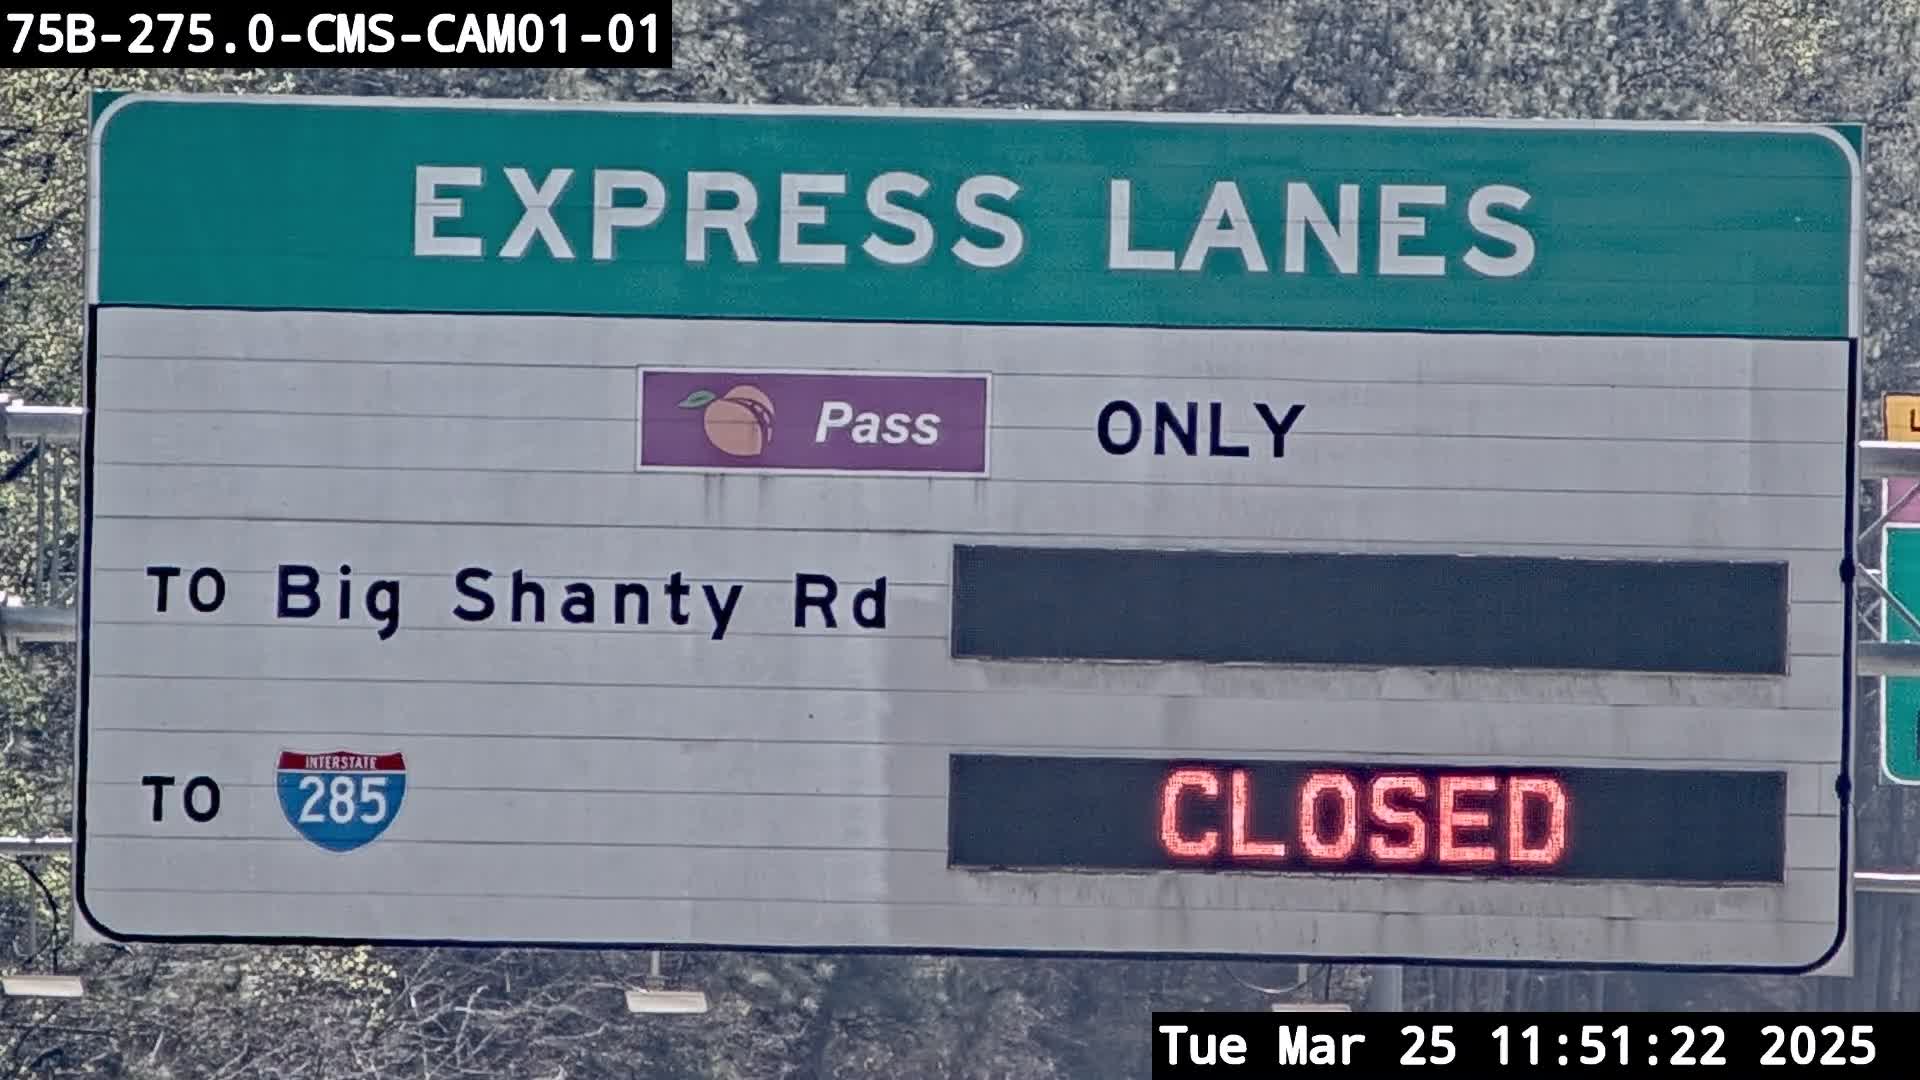 75B-275.0-CMS-CAM01-01
EXPRESS LANES
Pass ONLY
TO Big Shanty Rd
TO INTERSTATE 285 CLOSED
Tue Mar 25 11:51:22 2025